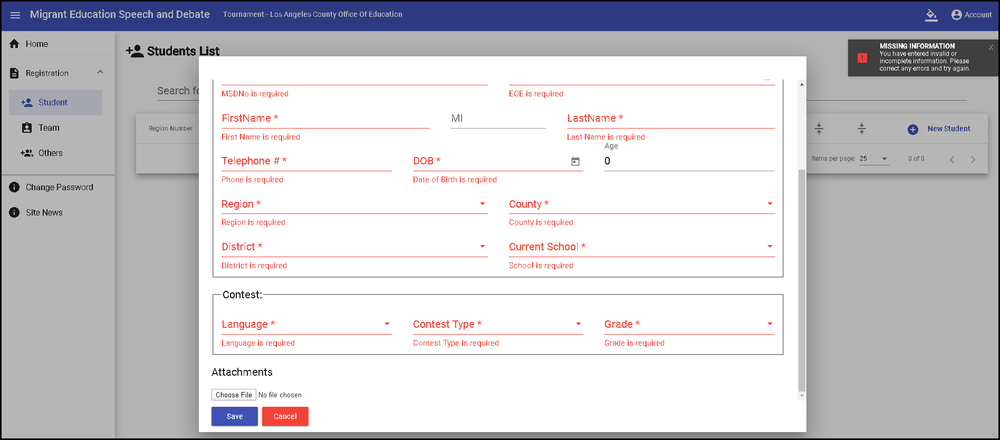 Migrant Education Speech and Debate
Tournament - Los Angeles County Office Of Education
Account
Home
Registration
Student
Team
Others
Change Password
Site News
Students List
MISSING INFORMATION
X
You have entered invalid or
incomplete information. Please
correct any errors and try again.
Search fo
Region Number
New Student
Items per page:
25
0 of 0
MSDNo is required
EOE is required
FirstName *
MI
LastName *
First Name is required
Last Name is required
Telephone # *
DOB *
Age
0
Phone is required
Date of Birth is required
Region *
County *
Region is required
County is required
District *
Current School *
District is required
School is required
Contest:
Language *
Contest Type *
Grade *
Language is required
Contest Type is required
Grade is required
Attachments
Choose File No file chosen
Save
Cancel